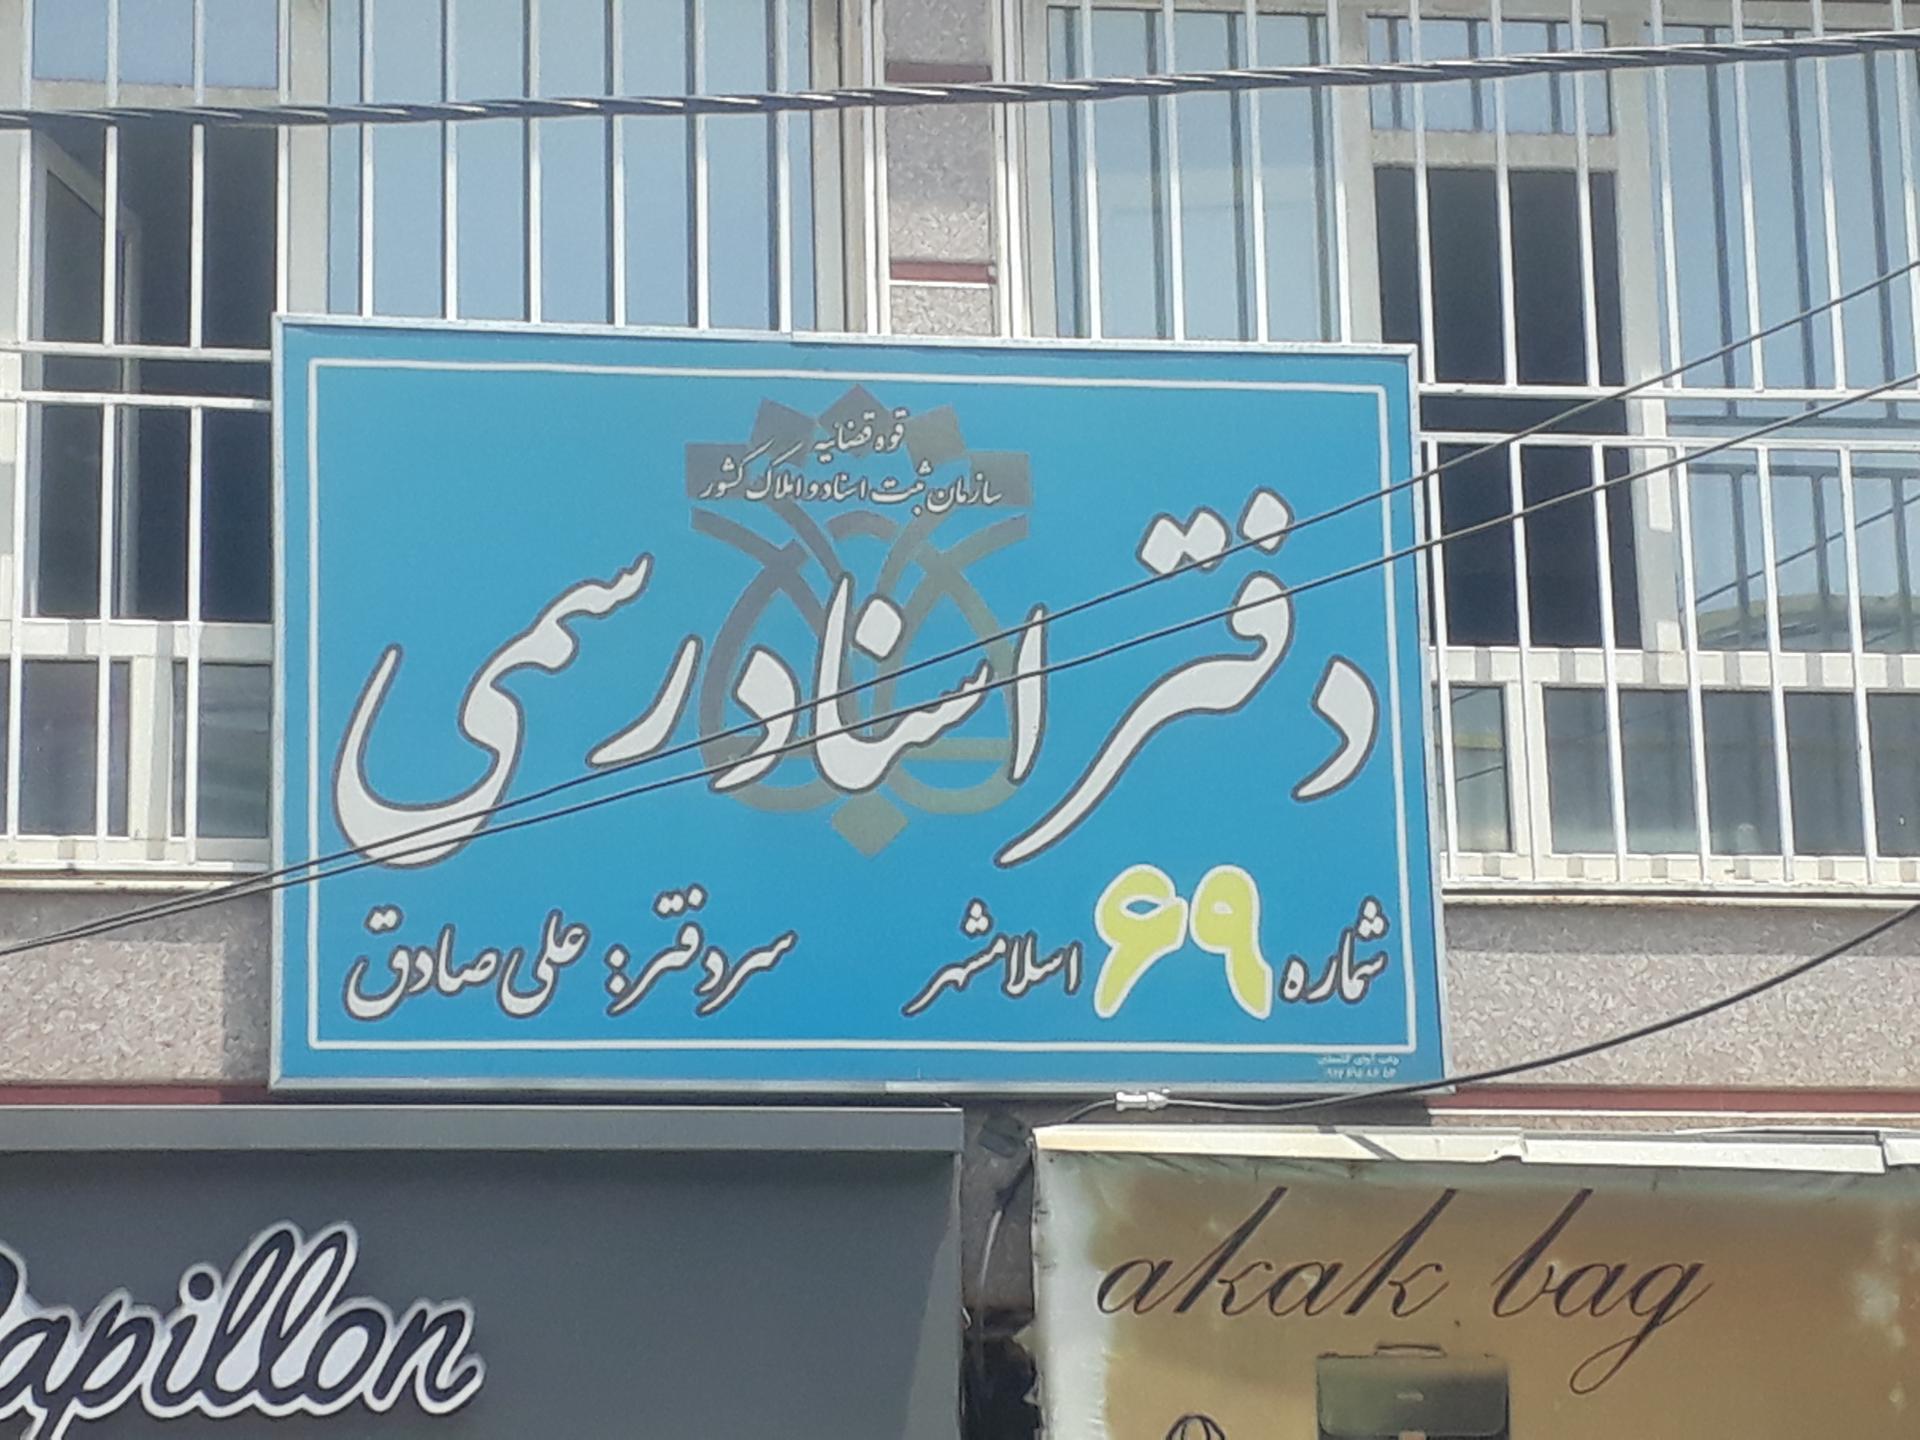 قوه قضائیه
سازمان ثبت اسناد و املاک کشور
دفتر اسناد رسمی
شماره ۶۹ اسلامشهر
سردفتر: علی صادق
Papillon
akak bag